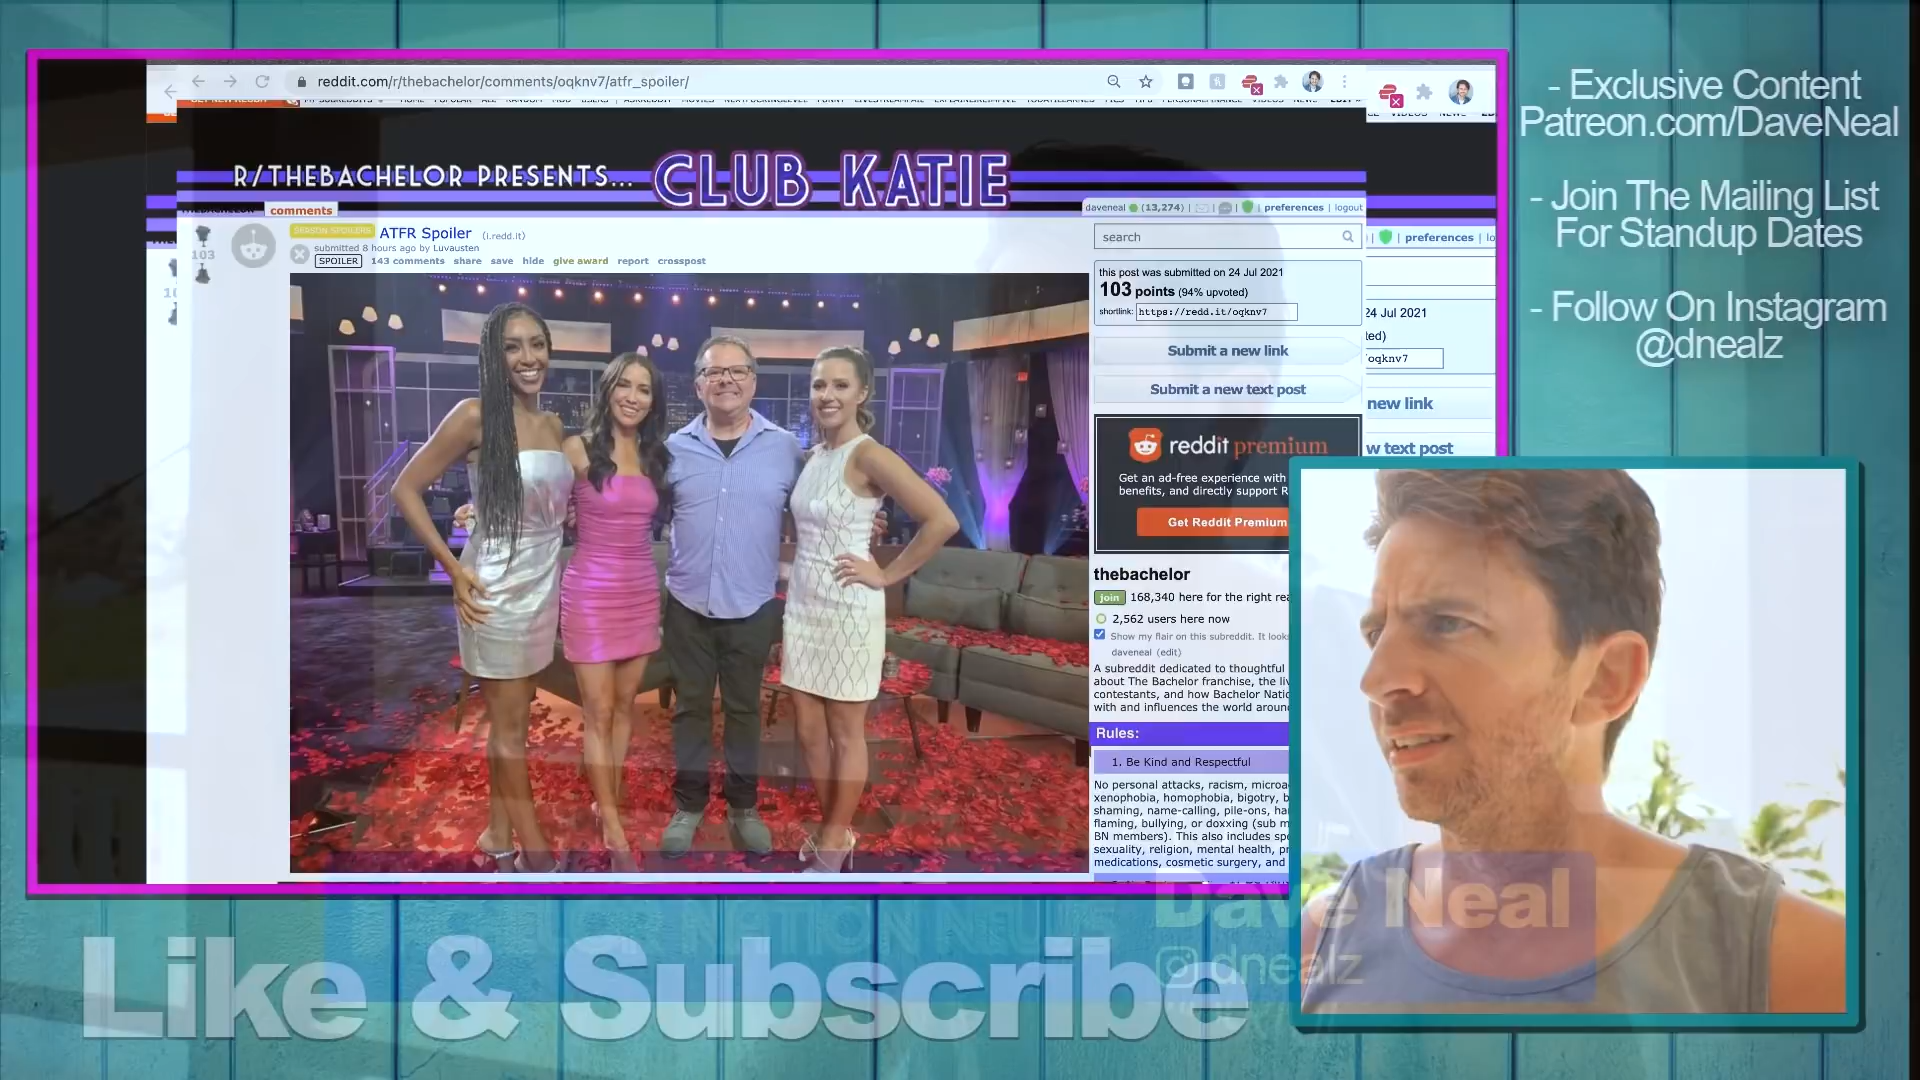 reddit.com/r/thebachelor/comments/oqknv7/atfr_spoiler/
R/THEBACHELOR PRESENTS...
CLUB KATIE
comments
daveneal (13,274) | | | | preferences | logout
preferences | lo
SEASON SPOILERS ATFR Spoiler (i.redd.it)
submitted 8 hours ago by Luvausten
SPOILER 143 comments share save hide give award report crosspost
103
search
this post was submitted on 24 Jul 2021
103 points (94% upvoted)
shortlink: https://redd.it/oqknv7
24 Jul 2021
ted)
oqknv7
Submit a new link
Submit a new text post
new link
w text post
reddit premium
Get an ad-free experience with
benefits, and directly support R
Get Reddit Premium
thebachelor
join 168,340 here for the right rea
2,562 users here now
Show my flair on this subreddit. It look
daveneal (edit)
A subreddit dedicated to thoughtful
about The Bachelor franchise, the li
contestants, and how Bachelor Natio
with and influences the world aroun
Rules:
1. Be Kind and Respectful
No personal attacks, racism, microa
xenophobia, homophobia, bigotry, b
shaming, name-calling, pile-ons, ha
flaming, bullying, or doxxing (sub m
BN members). This also includes sp
sexuality, religion, mental health, pr
medications, cosmetic surgery, and
- Exclusive Content
Patreon.com/DaveNeal
- Join The Mailing List
For Standup Dates
- Follow On Instagram
@dnealz
Dave Neal
dnealz
Like & Subscribe